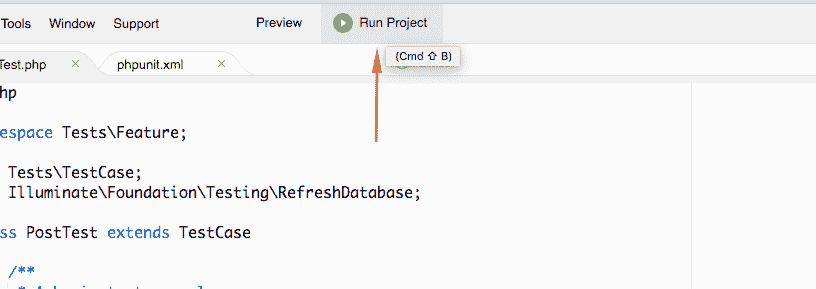 Tools Window Support Preview Run Project
(Cmd ⇧ B)
Test.php × phpunit.xml ×
hp
espace Tests\Feature;
Tests\TestCase;
Illuminate\Foundation\Testing\RefreshDatabase;
ss PostTest extends TestCase
/**